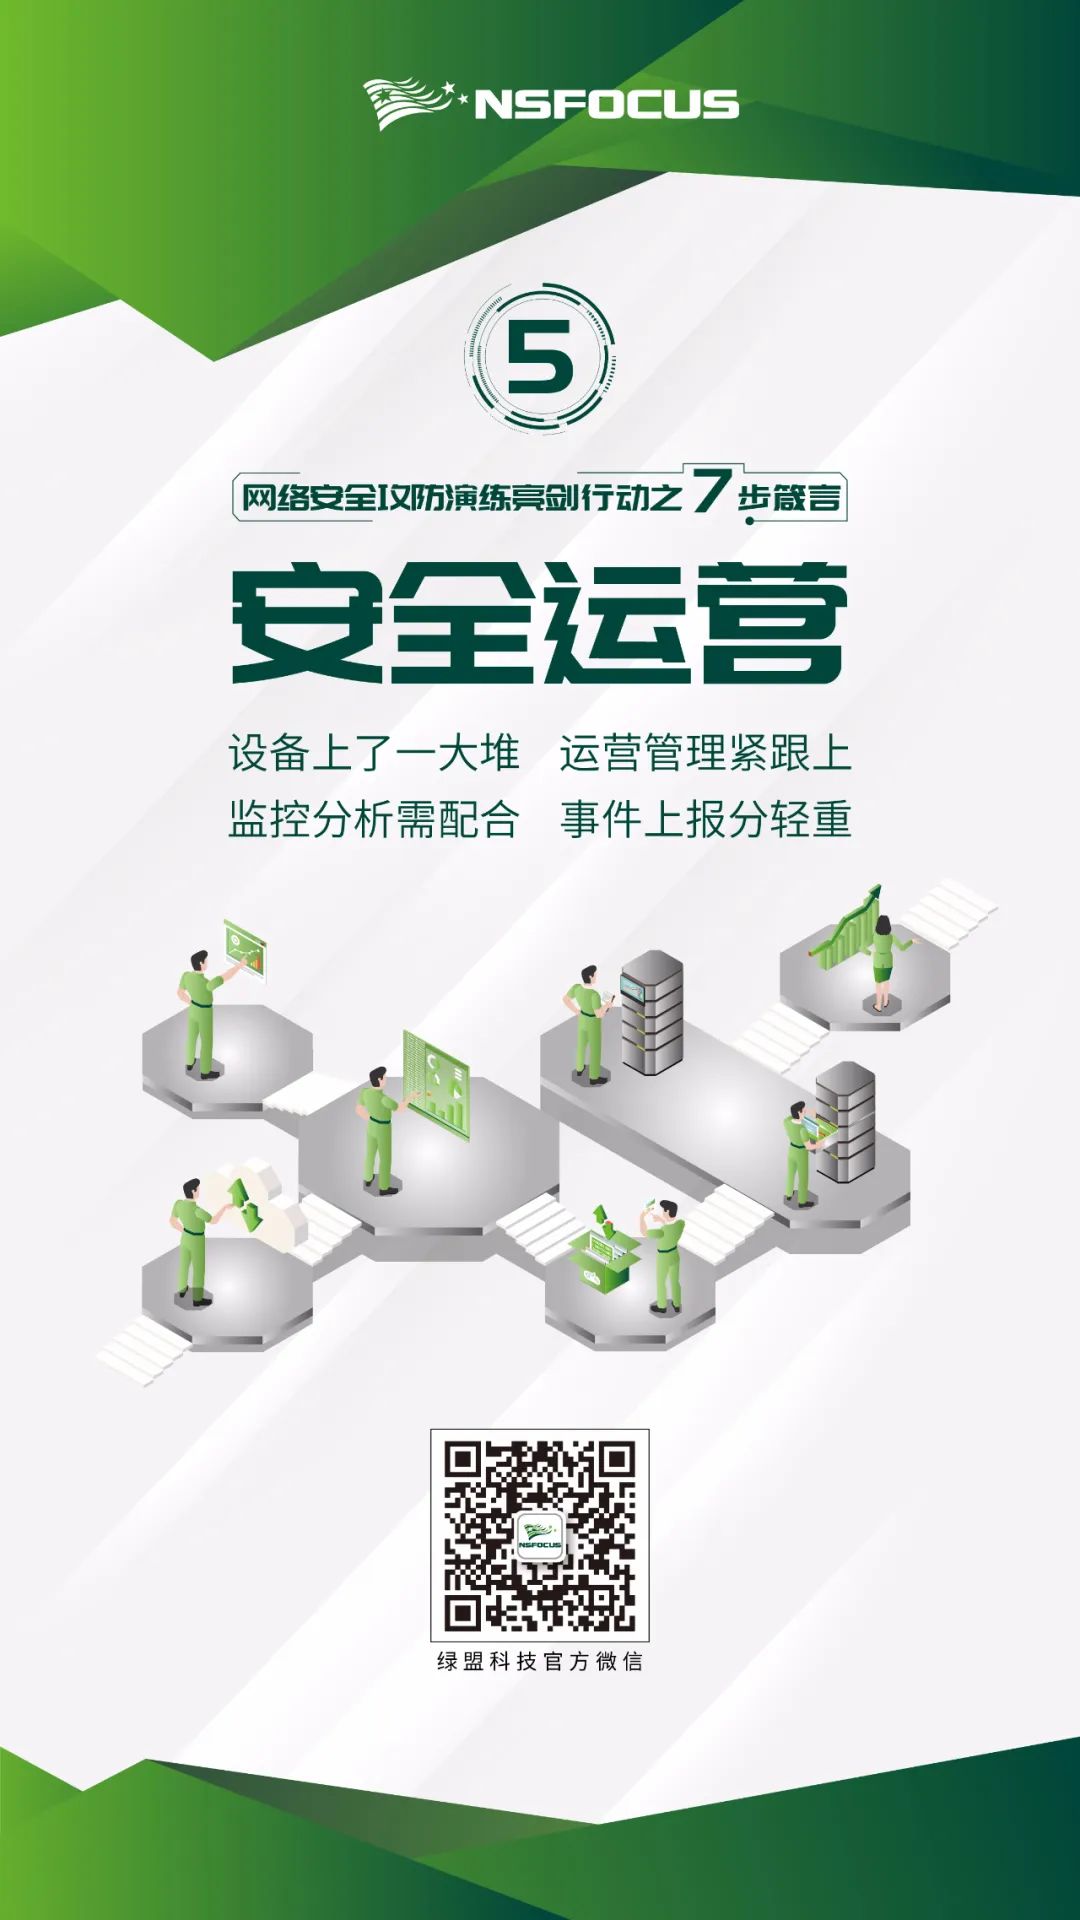 NSFOCUS
5
网络安全攻防演练亮剑行动之7步箴言
安全运营
设备上了一大堆 运营管理紧跟上
监控分析需配合 事件上报分轻重
NSFOCUS
绿盟科技官方微信